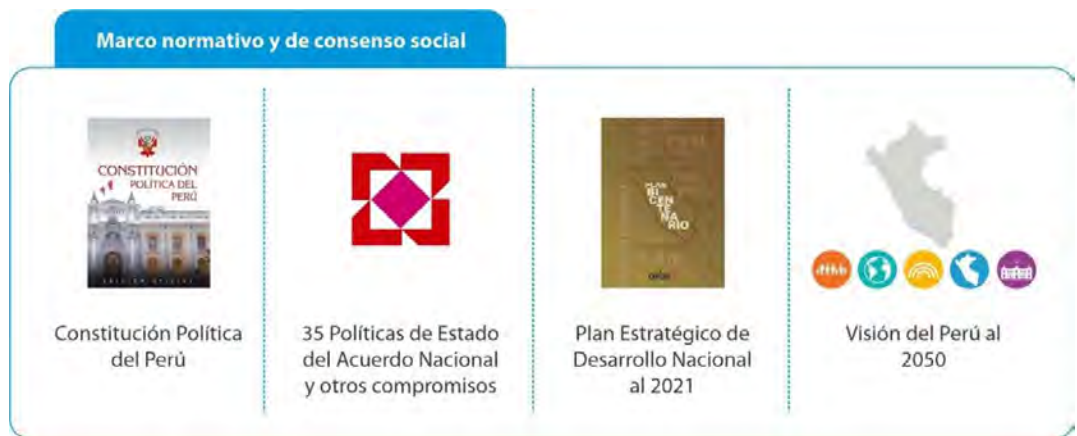 Marco normativo y de consenso social
CONSTITUCIÓN
POLÍTICA DEL
PERÚ
EDICIÓN OFICIAL
PLAN
BI
CEN
TE
NA
RIO
Constitución Política
del Perú
35 Políticas de Estado
del Acuerdo Nacional
y otros compromisos
Plan Estratégico de
Desarrollo Nacional
al 2021
Visión del Perú al
2050